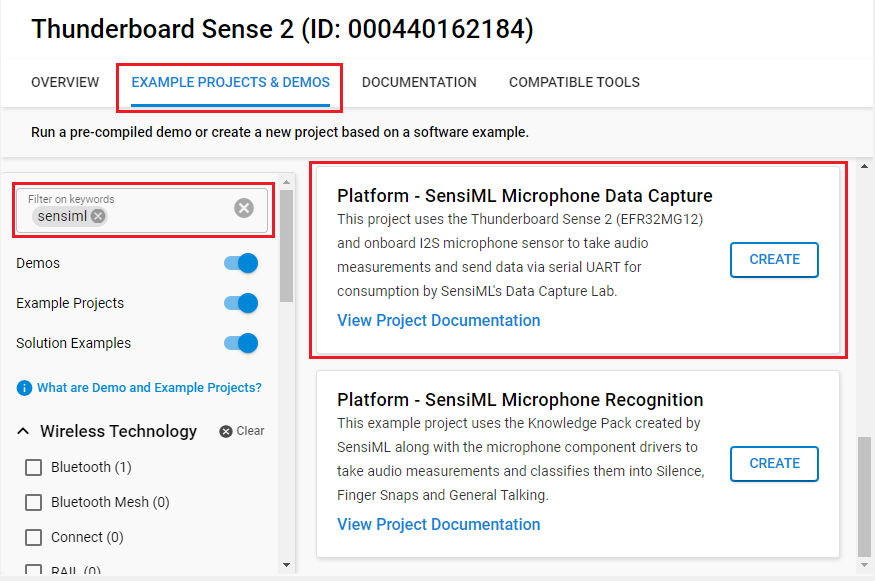 Thunderboard Sense 2 (ID: 000440162184)
OVERVIEW
EXAMPLE PROJECTS & DEMOS
DOCUMENTATION
COMPATIBLE TOOLS
Run a pre-compiled demo or create a new project based on a software example.
Filter on keywords
sensiml
Demos
Example Projects
Solution Examples
What are Demo and Example Projects?
Wireless Technology
Clear
Bluetooth (1)
Bluetooth Mesh (0)
Connect (0)
RAIL (0)
Platform - SensiML Microphone Data Capture
This project uses the Thunderboard Sense 2 (EFR32MG12)
and onboard I2S microphone sensor to take audio
measurements and send data via serial UART for
consumption by SensiML's Data Capture Lab.
View Project Documentation
CREATE
Platform - SensiML Microphone Recognition
This example project uses the Knowledge Pack created by
SensiML along with the microphone component drivers to
take audio measurements and classifies them into Silence,
Finger Snaps and General Talking.
View Project Documentation
CREATE